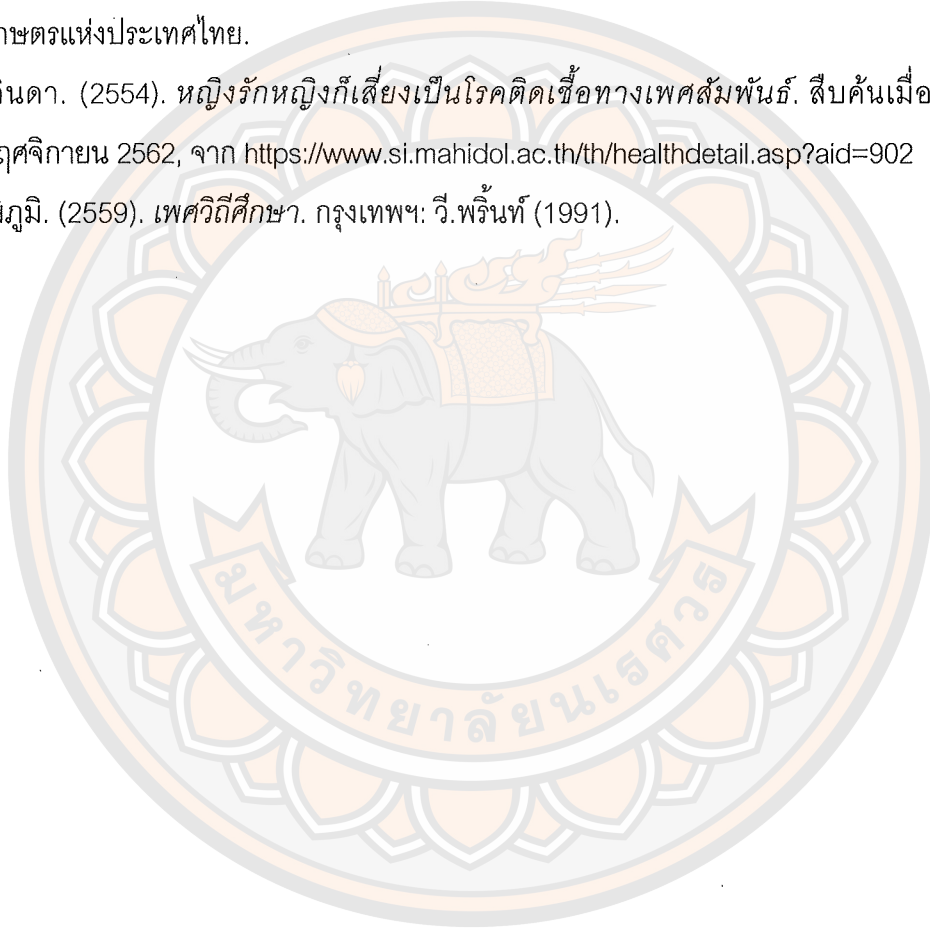 กษตรแห่งประเทศไทย.
จินดา. (2554). หญิงรักหญิงก็เสี่ยงเป็นโรคติดเชื้อทางเพศสัมพันธ์. สืบค้นเมื่อ
ฤศจิกายน 2562, จาก https://www.si.mahidol.ac.th/th/healthdetail.asp?aid=902
ภูมิ. (2559). เพศวิถีศึกษา. กรุงเทพฯ: วี.พริ้นท์ (1991).
มหาวิทยาลัยนเรศวร